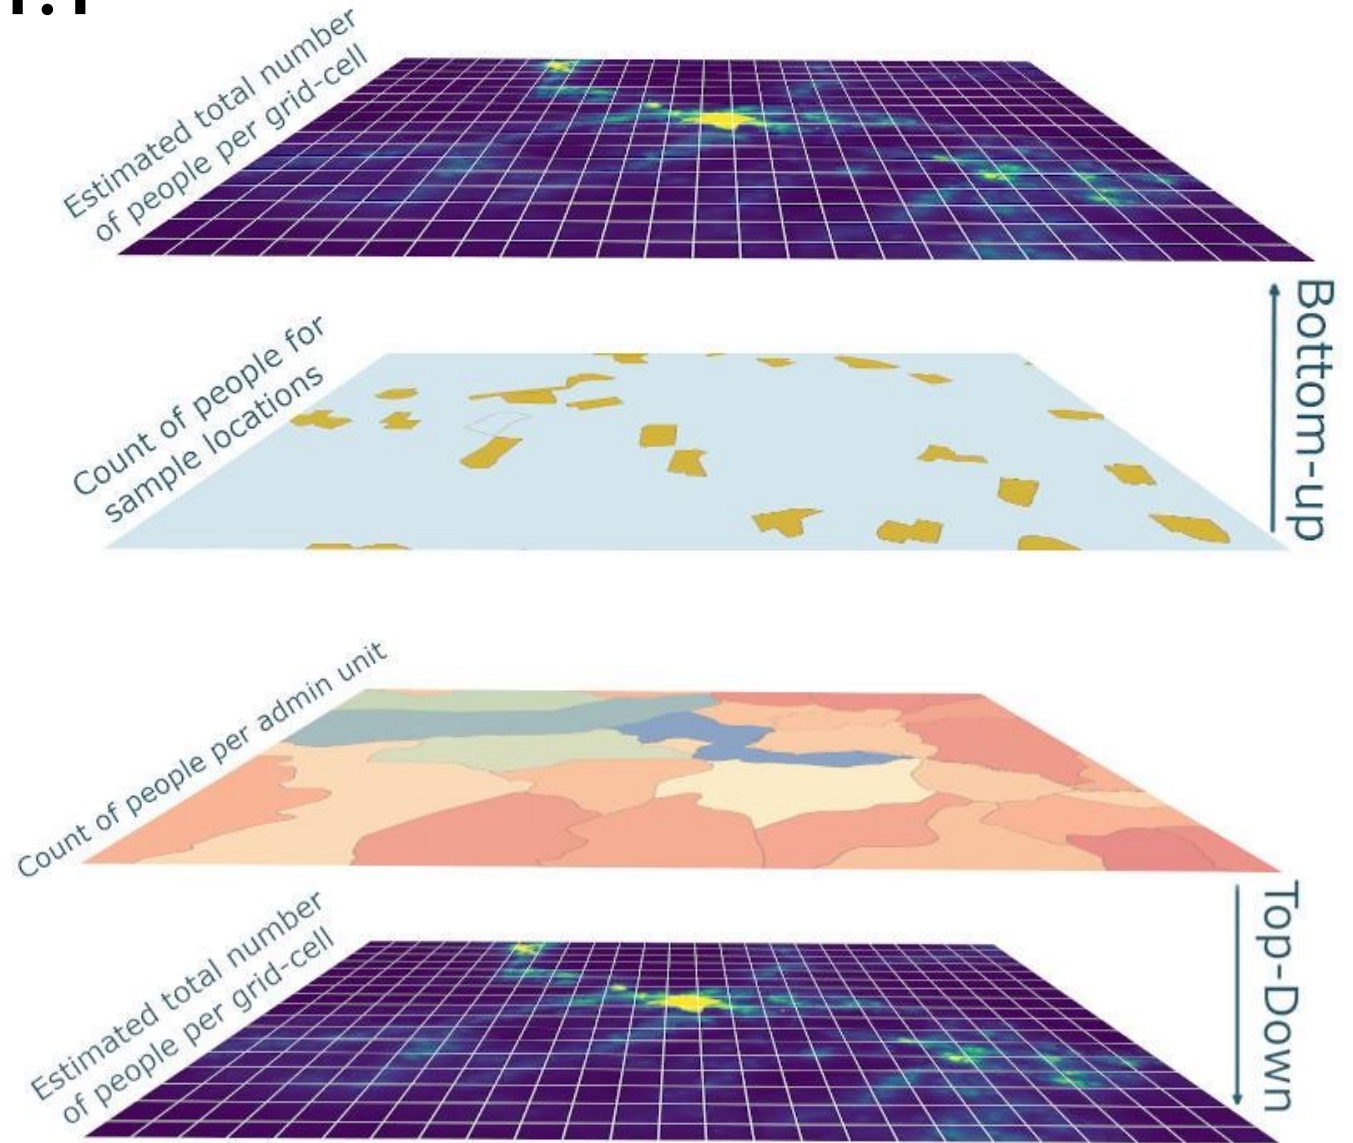 Estimated total number
of people per grid-cell
Bottom-up
Count of people for
sample locations
Count of people per admin unit
Top-Down
Estimated total number
of people per grid-cell